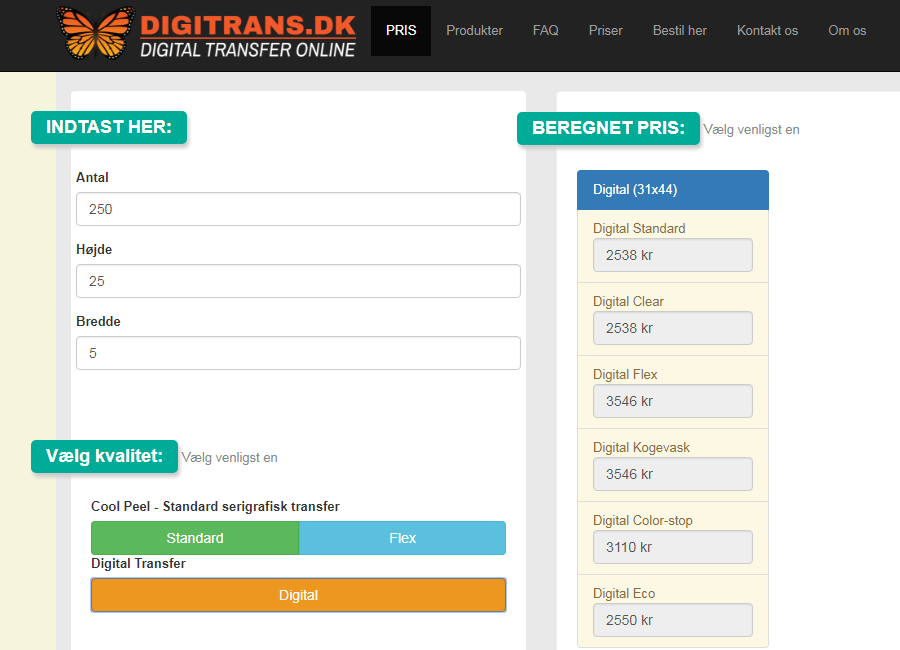 DIGITRANS.DK
DIGITAL TRANSFER ONLINE
PRIS Produkter FAQ Priser Bestil her Kontakt os Om os
INDTAST HER:
Antal
250
Højde
25
Bredde
5
Vælg kvalitet: Vælg venligst en
Cool Peel - Standard serigrafisk transfer
Standard Flex
Digital Transfer
Digital
BEREGNET PRIS: Vælg venligst en
Digital (31x44)
Digital Standard
2538 kr
Digital Clear
2538 kr
Digital Flex
3546 kr
Digital Kogevask
3546 kr
Digital Color-stop
3110 kr
Digital Eco
2550 kr